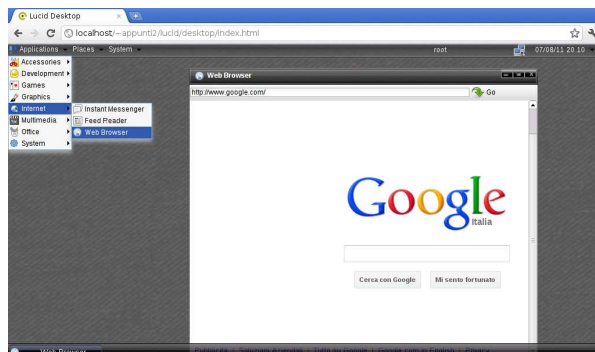 Lucid Desktop
localhost/~appunti2/lucid/desktop/index.html
Applications Places System root 07/08/11 20.10
Accessories
Development
Games
Graphics
Internet
Multimedia
Office
System
Instant Messenger
Feed Reader
Web Browser
Web Browser
http://www.google.com/ Go
Google
Italia
Cerca con Google Mi sento fortunato
Pubblicità | Soluzioni Aziendali | Tutto su Google | Google.com in English | Privacy
Web Browser